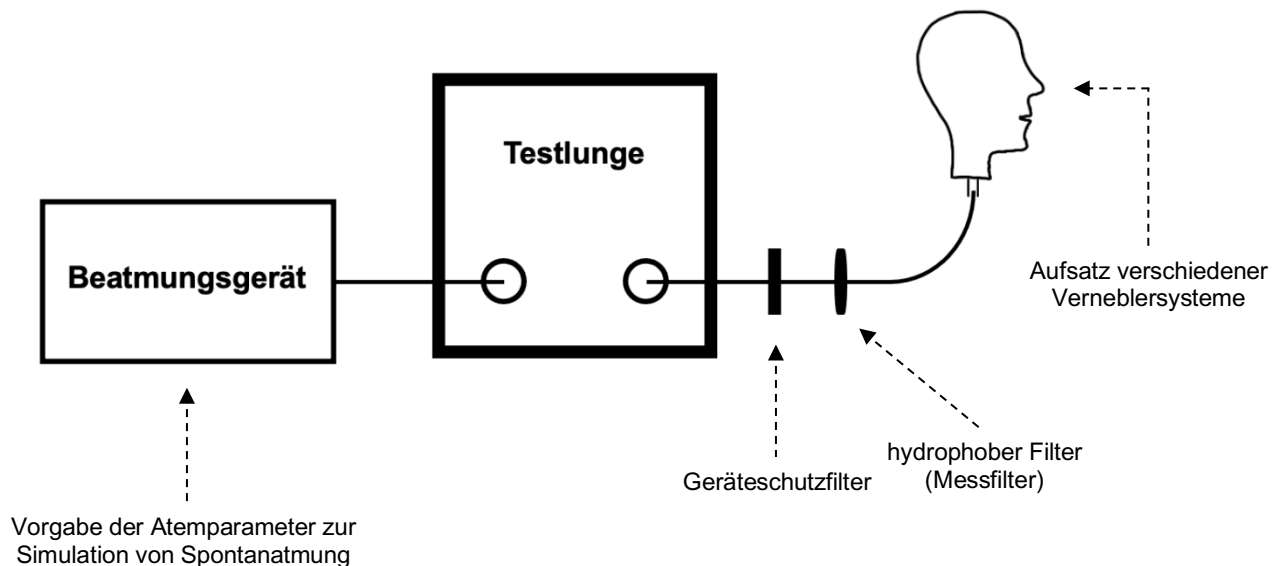 Testlunge
Beatmungsgerät
Aufsatz verschiedener
Verneblersysteme
hydrophober Filter
(Messfilter)
Geräteschutzfilter
Vorgabe der Atemparameter zur
Simulation von Spontanatmung